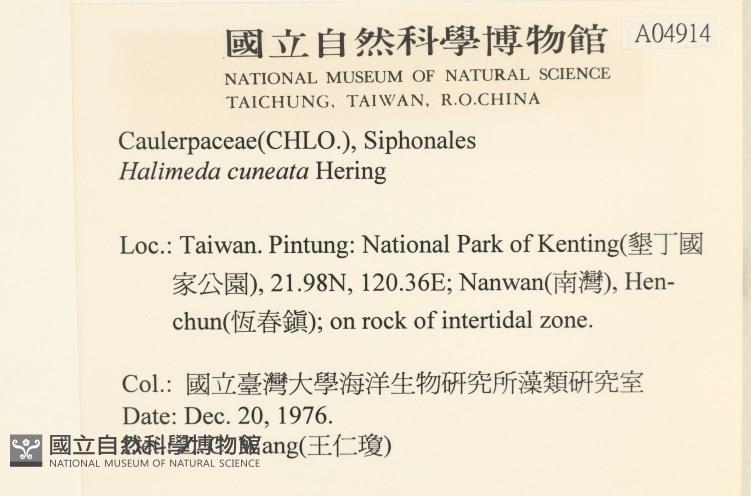 國立自然科學博物館
A04914
NATIONAL MUSEUM OF NATURAL SCIENCE
TAICHUNG, TAIWAN, R.O.CHINA
Caulerpaceae(CHLO.), Siphonales
Halimeda cuneata Hering
Loc.: Taiwan. Pintung: National Park of Kenting(墾丁國
家公園), 21.98N, 120.36E; Nanwan(南灣), Hen-
chun(恆春鎮); on rock of intertidal zone.
Col.: 國立臺灣大學海洋生物研究所藻類研究室
Date: Dec. 20, 1976.
國立自然科學博物館
(王仁瓊)
NATIONAL MUSEUM OF NATURAL SCIENCE